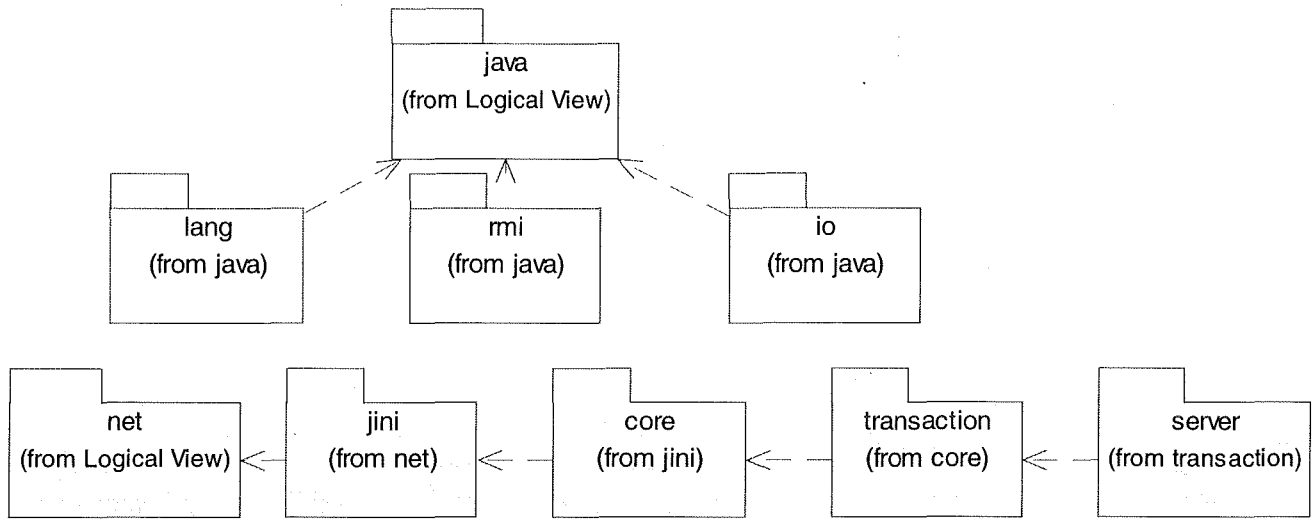 java
(from Logical View)
lang
(from java)
rmi
(from java)
io
(from java)
net
(from Logical View)
jini
(from net)
core
(from jini)
transaction
(from core)
server
(from transaction)